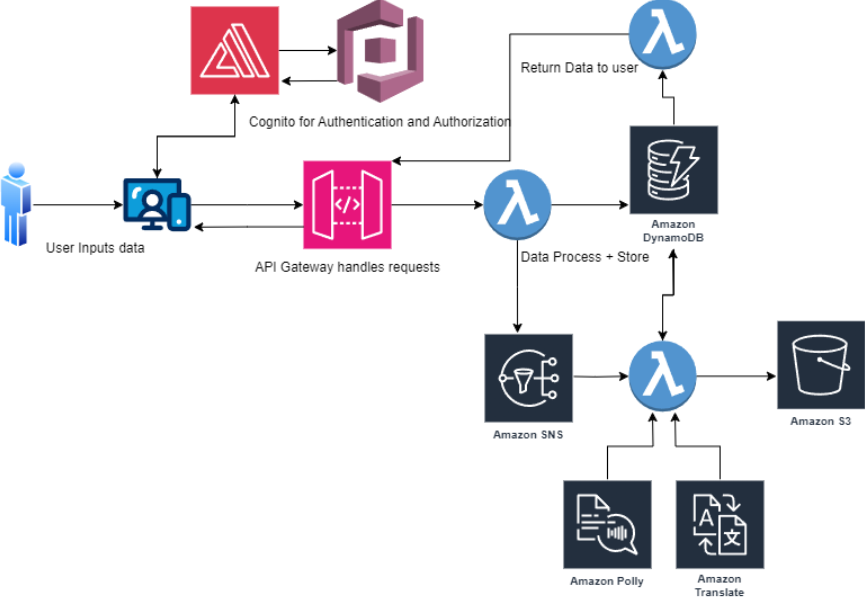 Return Data to user
Cognito for Authentication and Authorization
Amazon
DynamoDB
User Inputs data
API Gateway handles requests
Data Process + Store
Amazon SNS
Amazon S3
Amazon Polly
Amazon
Translate